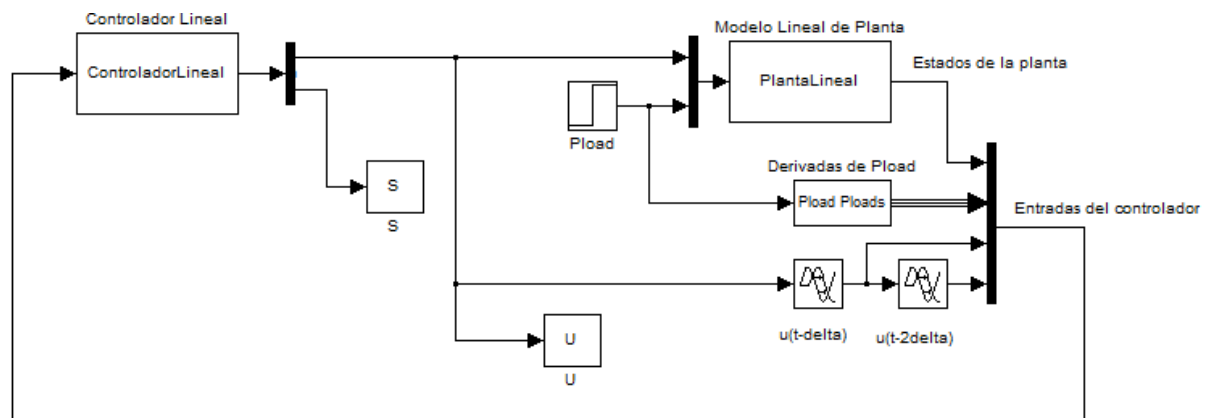 Controlador Lineal
ControladorLineal
Modelo Lineal de Planta
PlantaLineal
Estados de la planta
Pload
Derivadas de Pload
Pload Ploads
S
S
Entradas del controlador
u(t-delta)
u(t-2delta)
U
U